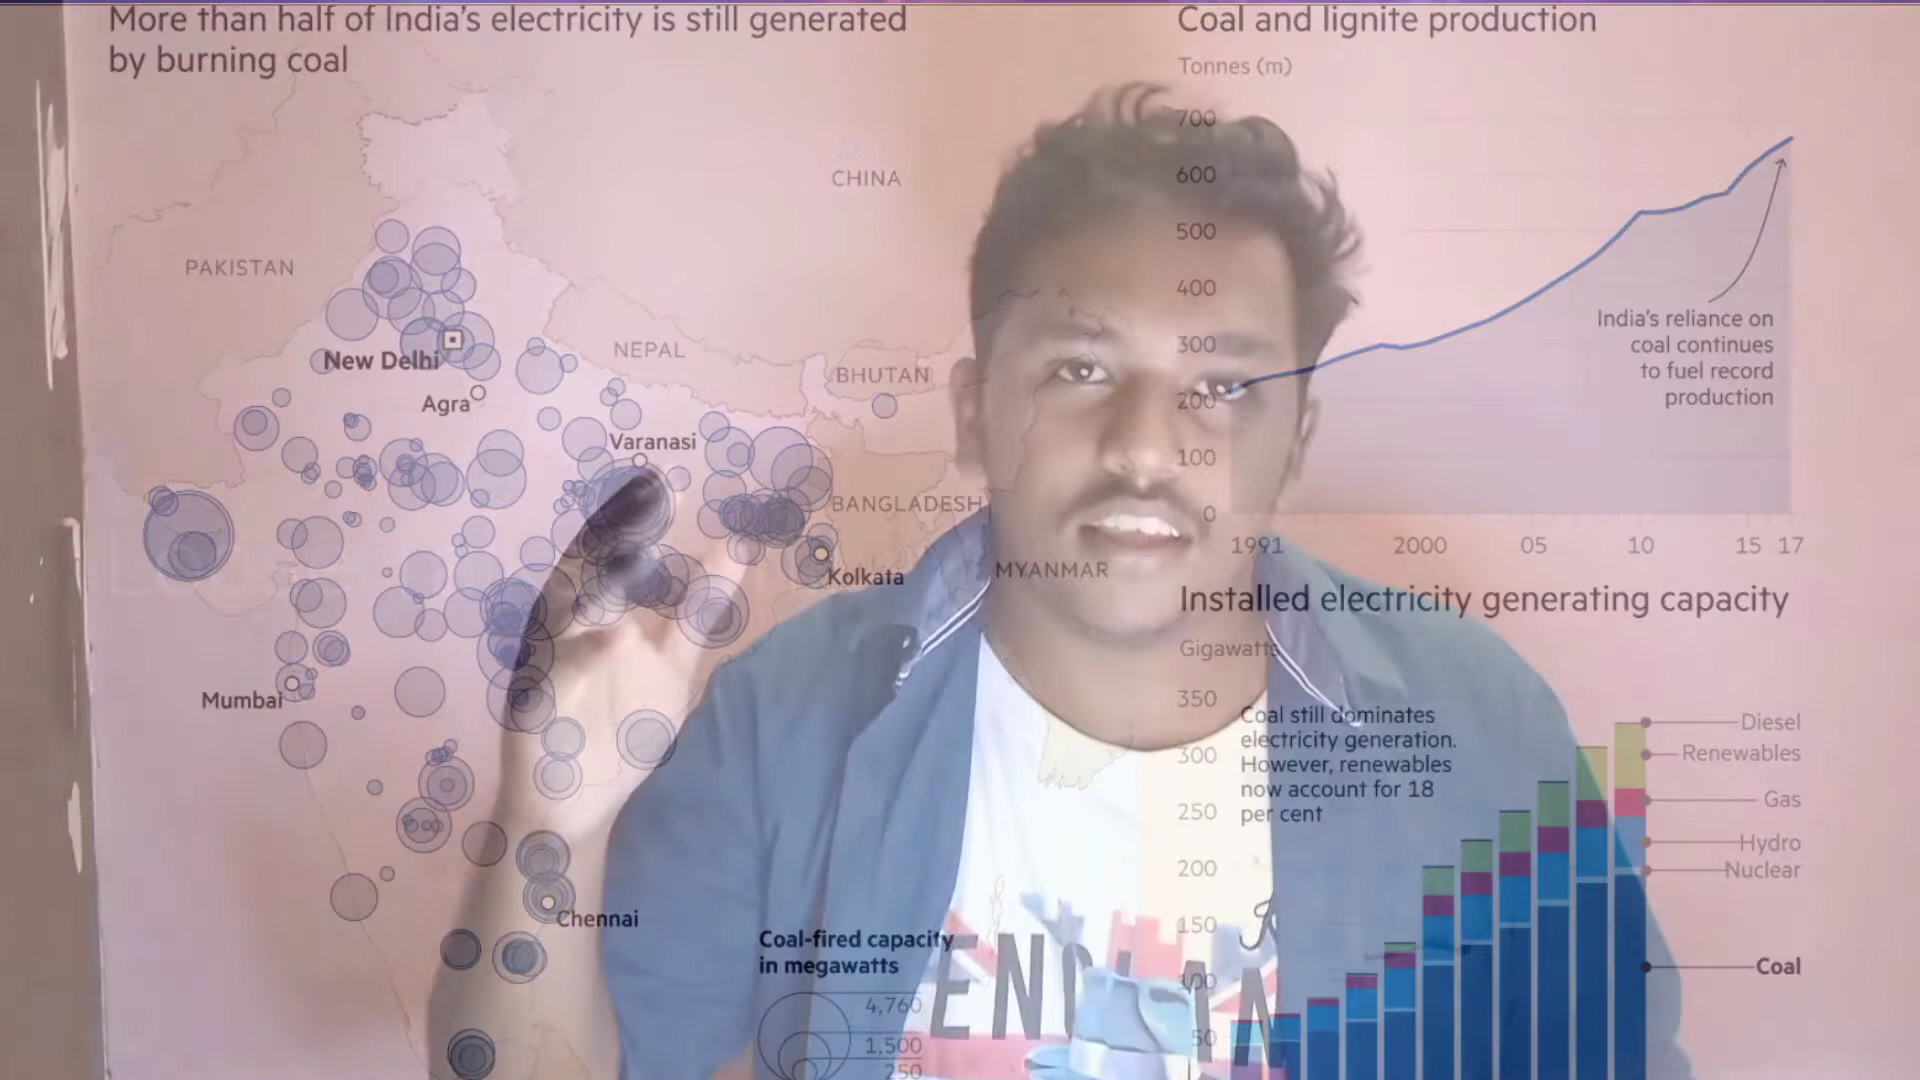 More than half of India's electricity is still generated
by burning coal
CHINA
PAKISTAN
New Delhi
NEPAL
BHUTAN
Agra
Varanasi
BANGLADESH
MYANMAR
Kolkata
Mumbai
Chennai
Coal-fired capacity
in megawatts
4,760
1,500
250
Coal and lignite production
Tonnes (m)
700
600
500
400
300
200
100
0
1991 2000 05 10 15 17
India's reliance on
coal continues
to fuel record
production
Installed electricity generating capacity
Gigawatts
350
300
250
200
150
100
50
Coal still dominates
electricity generation.
However, renewables
now account for 18
per cent
Diesel
Renewables
Gas
Hydro
Nuclear
Coal